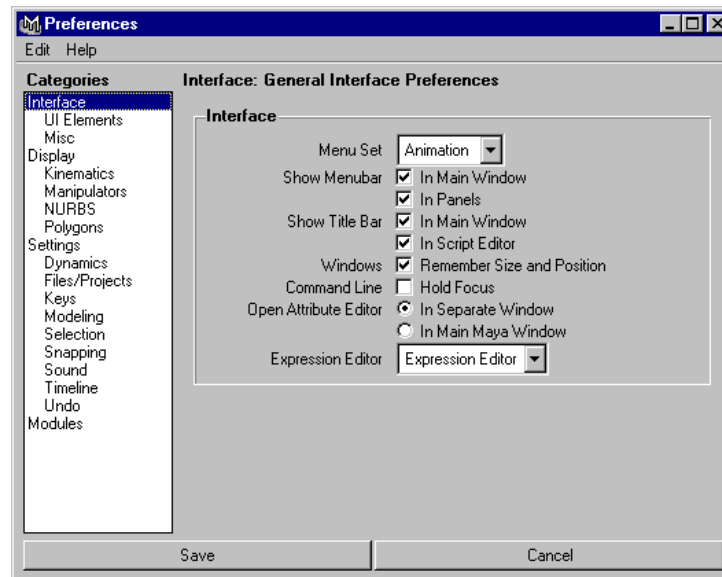 Preferences
Edit Help
Categories
Interface
UI Elements
Misc
Display
Kinematics
Manipulators
NURBS
Polygons
Settings
Dynamics
Files/Projects
Keys
Modeling
Selection
Snapping
Sound
Timeline
Undo
Modules
Interface: General Interface Preferences
Interface
Menu Set Animation
Show Menubar In Main Window
In Panels
Show Title Bar In Main Window
In Script Editor
Windows Remember Size and Position
Command Line Hold Focus
Open Attribute Editor In Separate Window
In Main Maya Window
Expression Editor Expression Editor
Save Cancel